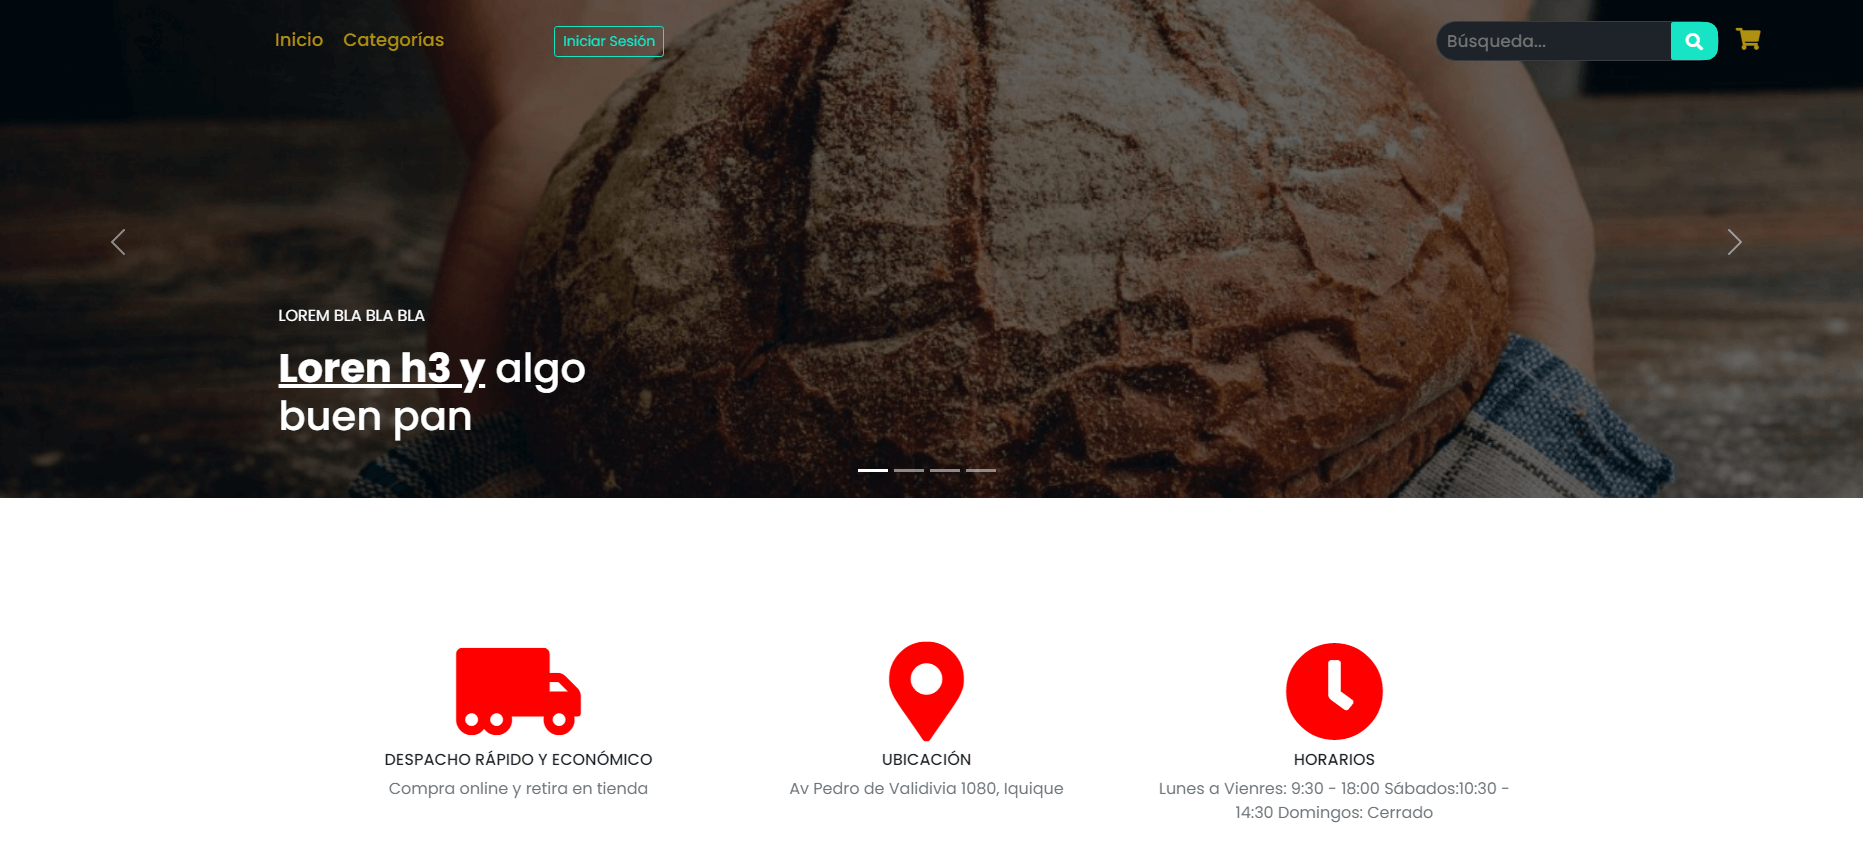 Inicio Categorías Iniciar Sesión Búsqueda...
LOREM BLA BLA BLA
Loren h3 y algo
buen pan
DESPACHO RÁPIDO Y ECONÓMICO
Compra online y retira en tienda
UBICACIÓN
Av Pedro de Validivia 1080, Iquique
HORARIOS
Lunes a Vienres: 9:30 - 18:00 Sábados:10:30 -
14:30 Domingos: Cerrado